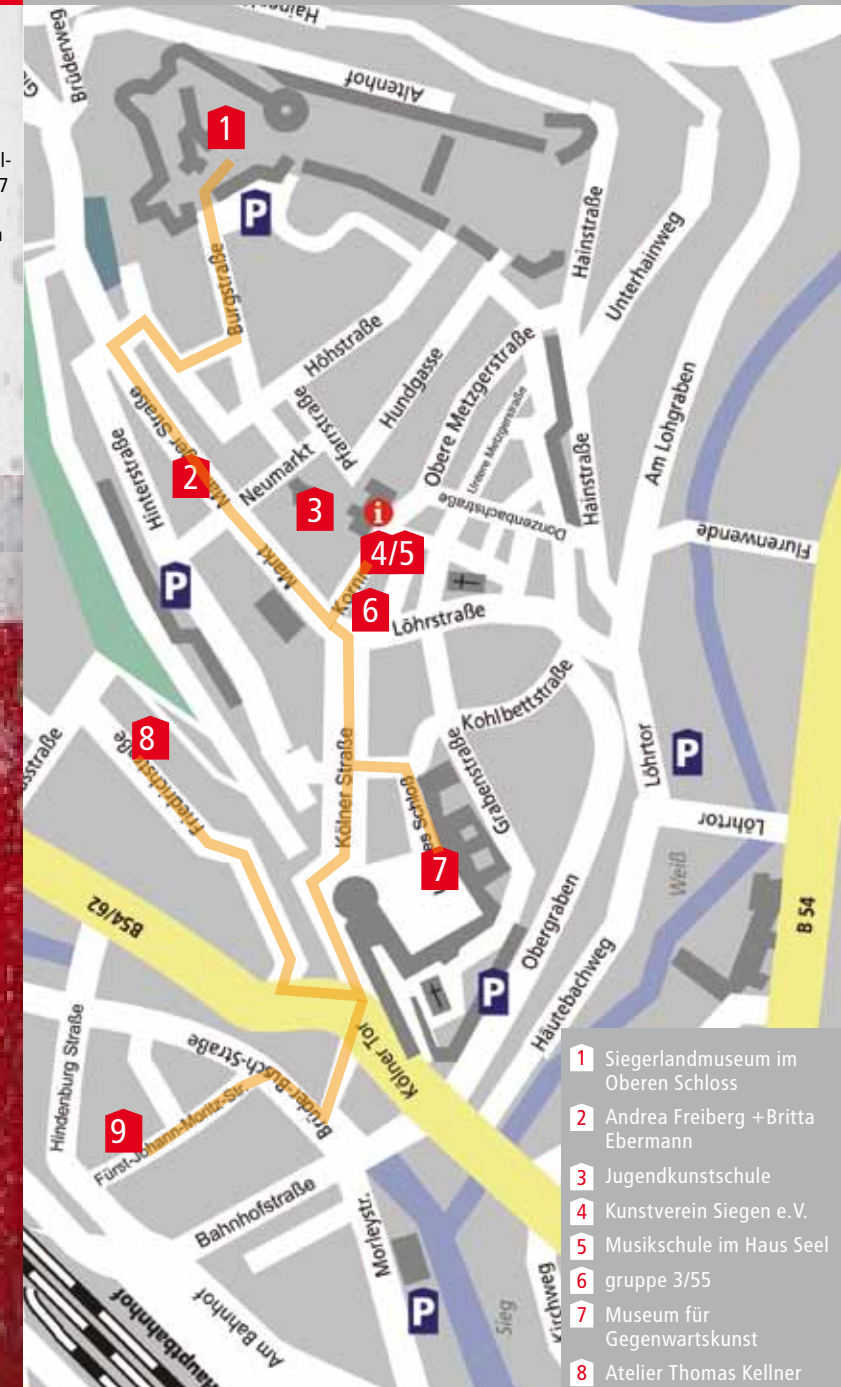 l-
7
Brüderweg
Hain
Altenhof
1
P
Hainstraße
Unterhainweg
Burgstraße
Höhstraße
Pfarrstraße
Hundgasse
Obere Metzgerstraße
Untere Metzgerstraße
Am Lohgraben
Hinterstraße
2
Neumarkt
3
i
Donzenbachstraße
Hainstraße
Flurenwende
P
Markt
4/5
6
Löhrstraße
Kohlbettstraße
8
Friedrichstraße
Kölner Straße
Grabenstraße
Löhrtor
P
Löhrtor
7
Schloß
Weiß
B54/62
B 54
Obergraben
P
Häutebachweg
Hindenburg Straße
Brüder-Busch-Straße
Kölner Tor
9
Fürst-Johann-Moritz-Str.
Bahnhofstraße
Morleystr.
P
Sieg
Kirchweg
Am Bahnhof
Hauptbahnhof
1 Siegerlandmuseum im
Oberen Schloss
2 Andrea Freiberg +Britta
Ebermann
3 Jugendkunstschule
4 Kunstverein Siegen e.V.
5 Musikschule im Haus Seel
6 gruppe 3/55
7 Museum für
Gegenwartskunst
8 Atelier Thomas Kellner